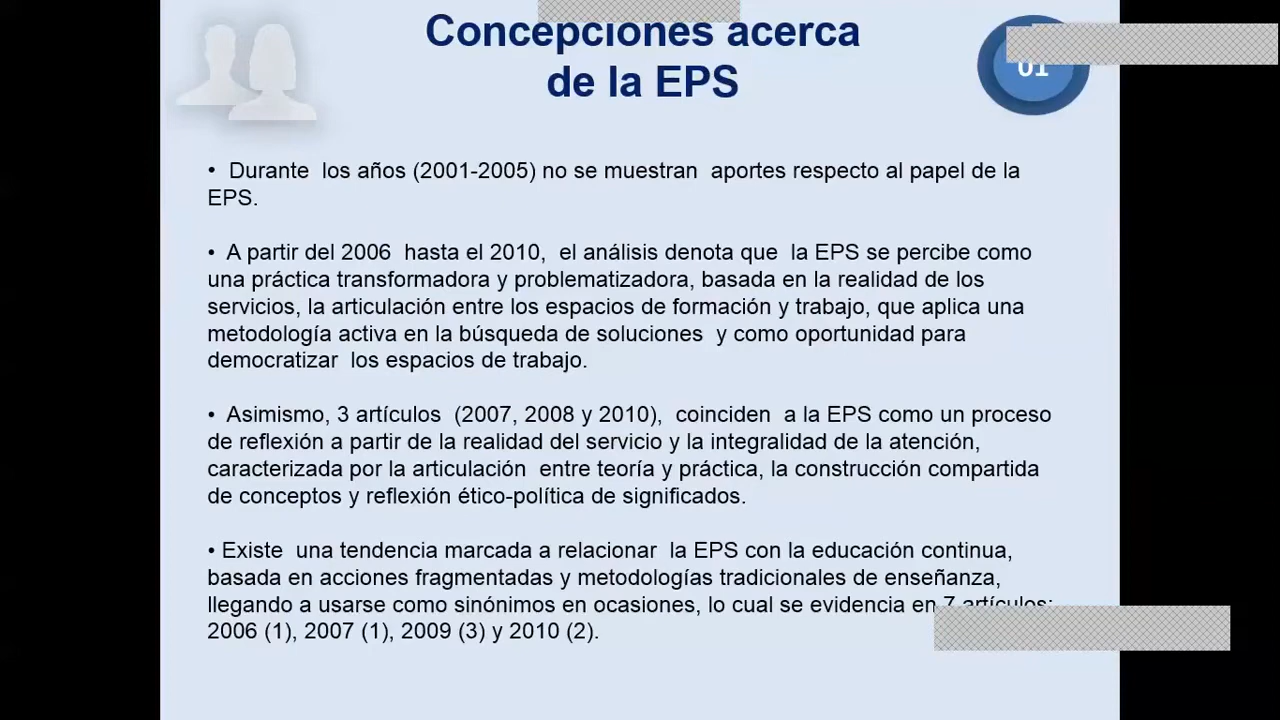 Concepciones acerca
de la EPS
01
• Durante los años (2001-2005) no se muestran aportes respecto al papel de la
EPS.
• A partir del 2006 hasta el 2010, el análisis denota que la EPS se percibe como
una práctica transformadora y problematizadora, basada en la realidad de los
servicios, la articulación entre los espacios de formación y trabajo, que aplica una
metodología activa en la búsqueda de soluciones y como oportunidad para
democratizar los espacios de trabajo.
• Asimismo, 3 artículos (2007, 2008 y 2010), coinciden a la EPS como un proceso
de reflexión a partir de la realidad del servicio y la integralidad de la atención,
caracterizada por la articulación entre teoría y práctica, la construcción compartida
de conceptos y reflexión ético-política de significados.
• Existe una tendencia marcada a relacionar la EPS con la educación continua,
basada en acciones fragmentadas y metodologías tradicionales de enseñanza,
llegando a usarse como sinónimos en ocasiones, lo cual se evidencia en 7 artículos:
2006 (1), 2007 (1), 2009 (3) y 2010 (2).